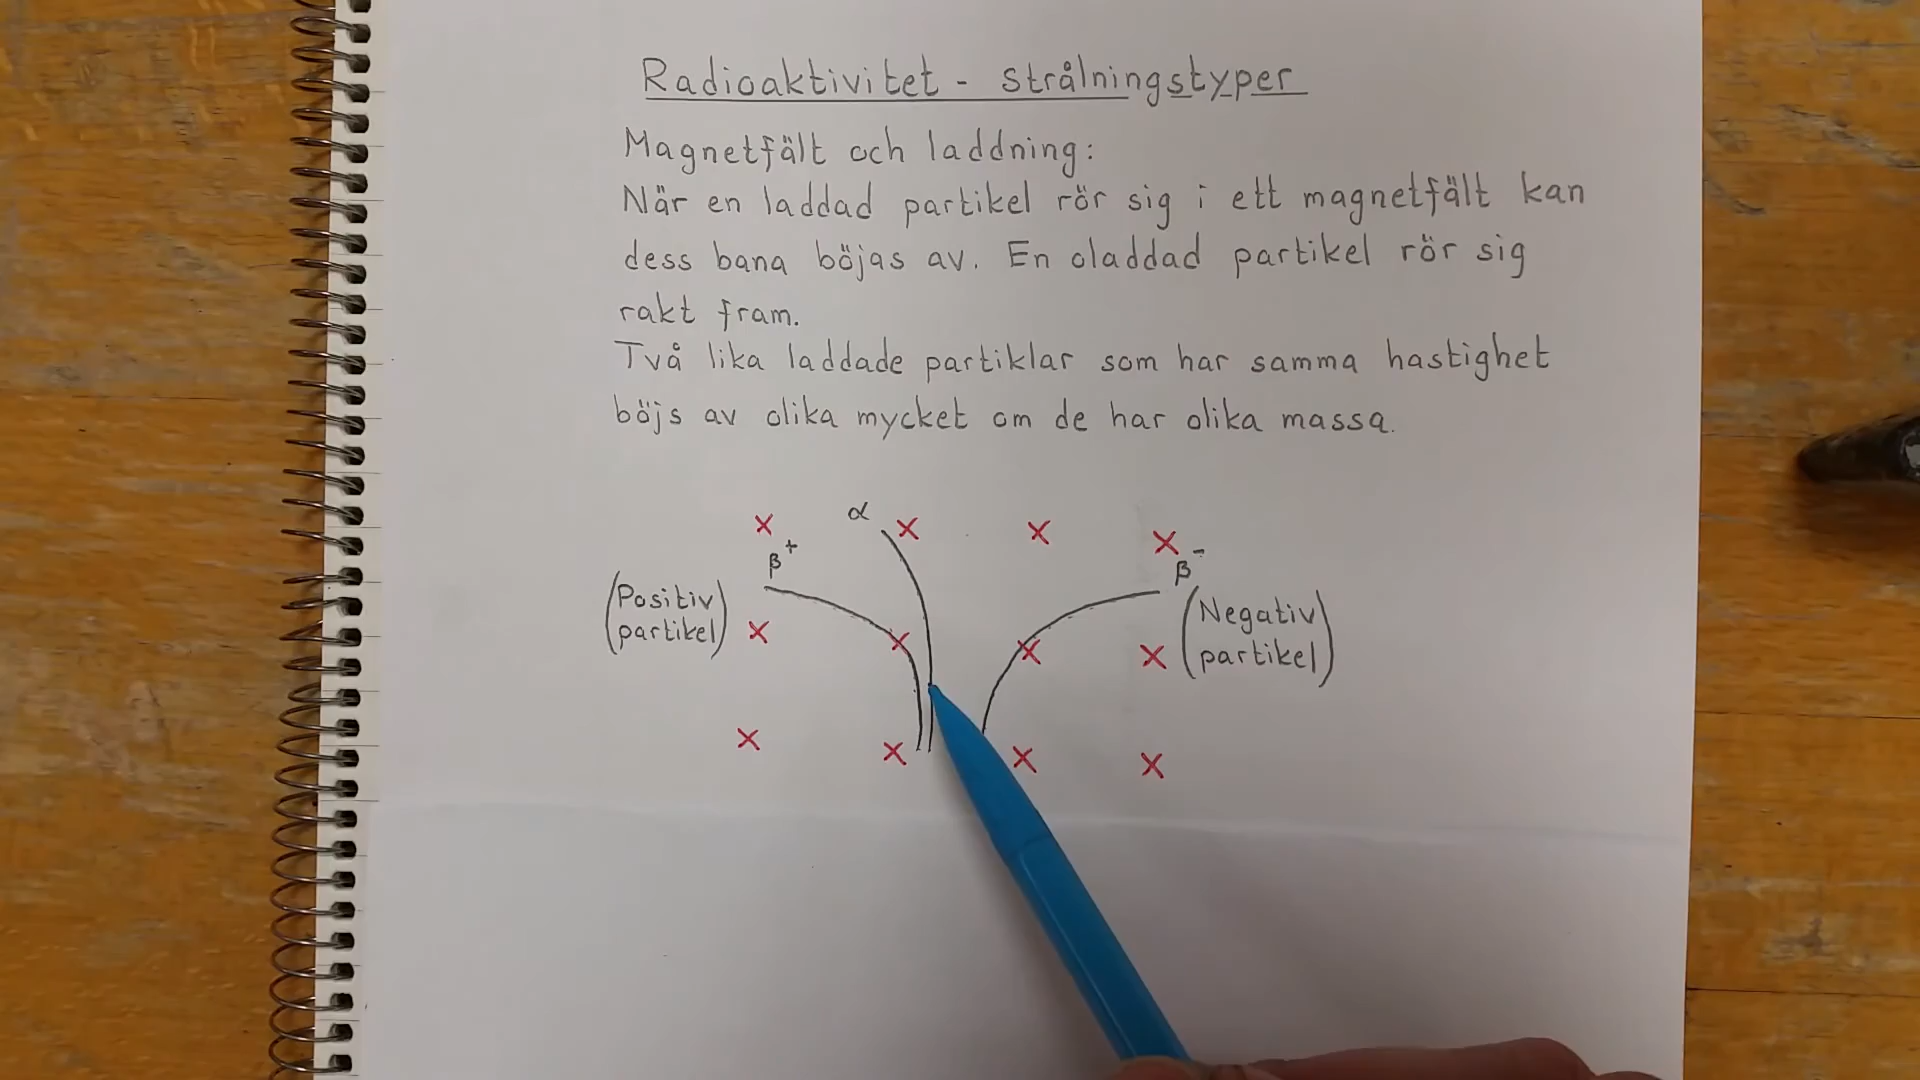 Radioaktivitet - strålningstyper
Magnetfält och laddning:
När en laddad partikel rör sig i ett magnetfält kan
dess bana böjas av. En oladdad partikel rör sig
rakt fram.
Två lika laddade partiklar som har samma hastighet
böjs av olika mycket om de har olika massa.
α
β+
β-
(Positiv
partikel)
(Negativ
partikel)